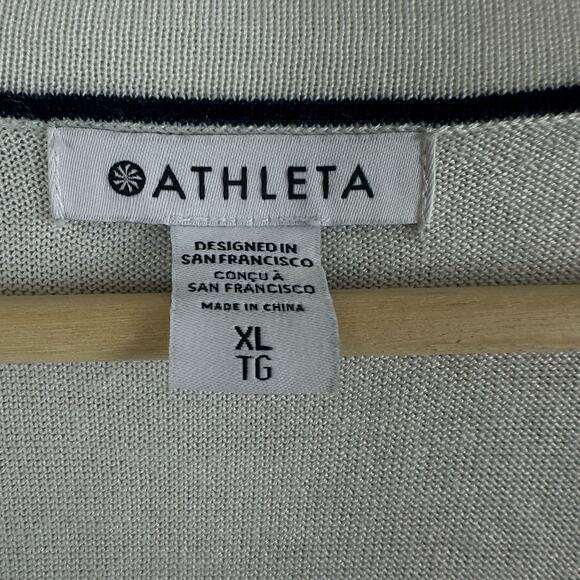 ATHLETA
DESIGNED IN
SAN FRANCISCO
CONÇU À
SAN FRANCISCO
MADE IN CHINA
XL
TG